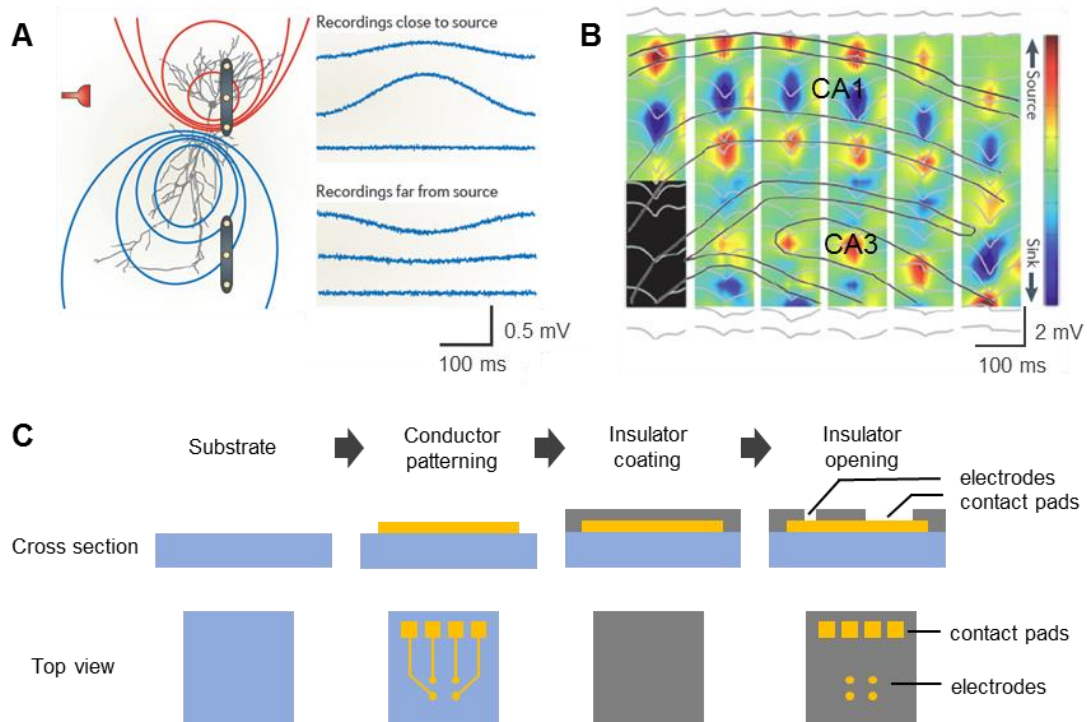 A
Recordings close to source
Recordings far from source
0.5 mV
100 ms
B
CA1
CA3
Source
Sink
2 mV
100 ms
C
Substrate
Conductor
patterning
Insulator
coating
Insulator
opening
electrodes
contact pads
Cross section
Top view
contact pads
electrodes